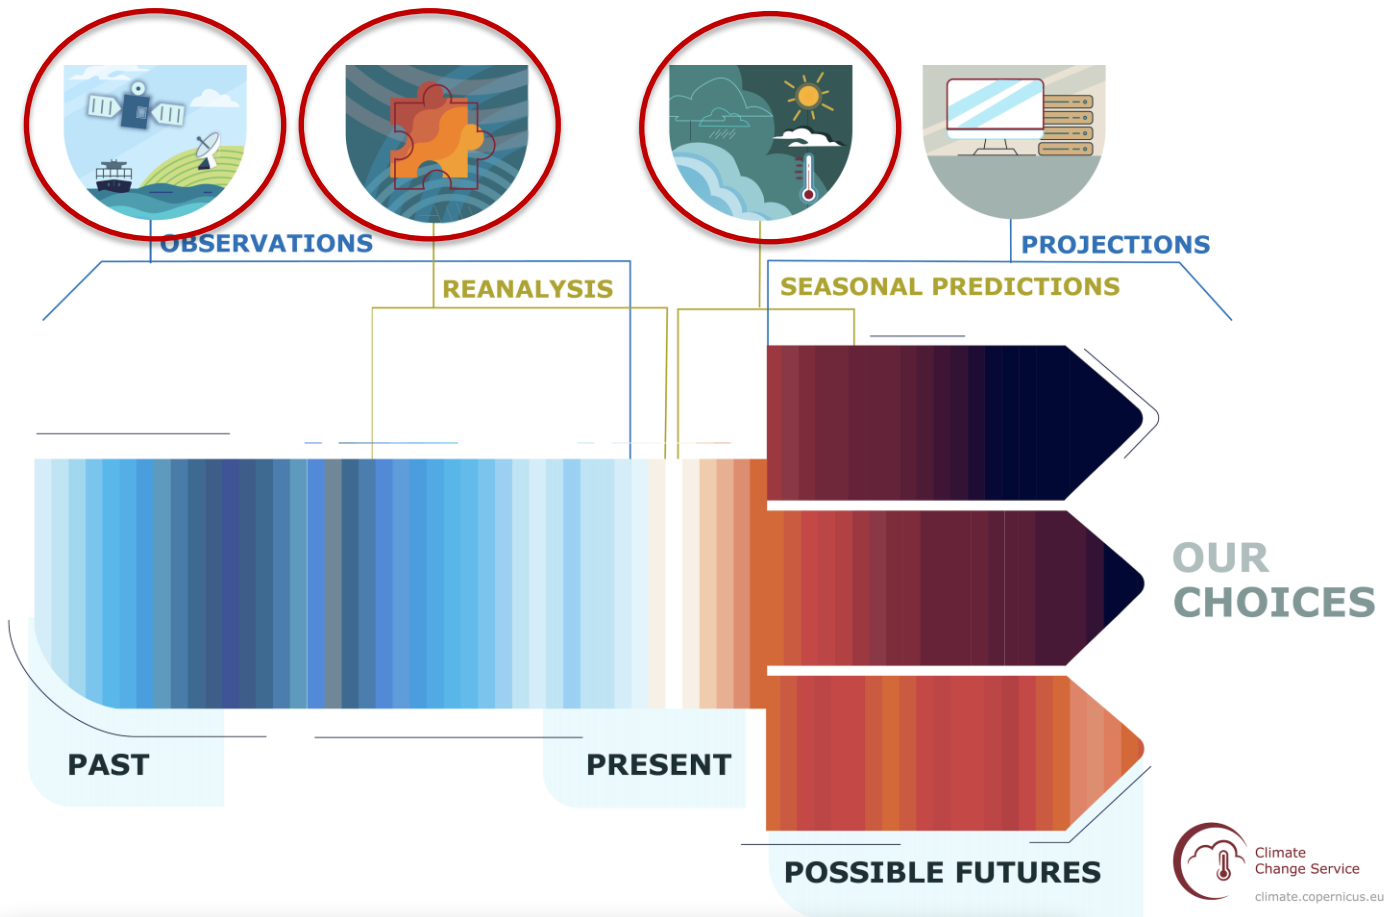 OBSERVATIONS
REANALYSIS
SEASONAL PREDICTIONS
PROJECTIONS
OUR
CHOICES
PAST
PRESENT
POSSIBLE FUTURES
Climate
Change Service
climate.copernicus.eu